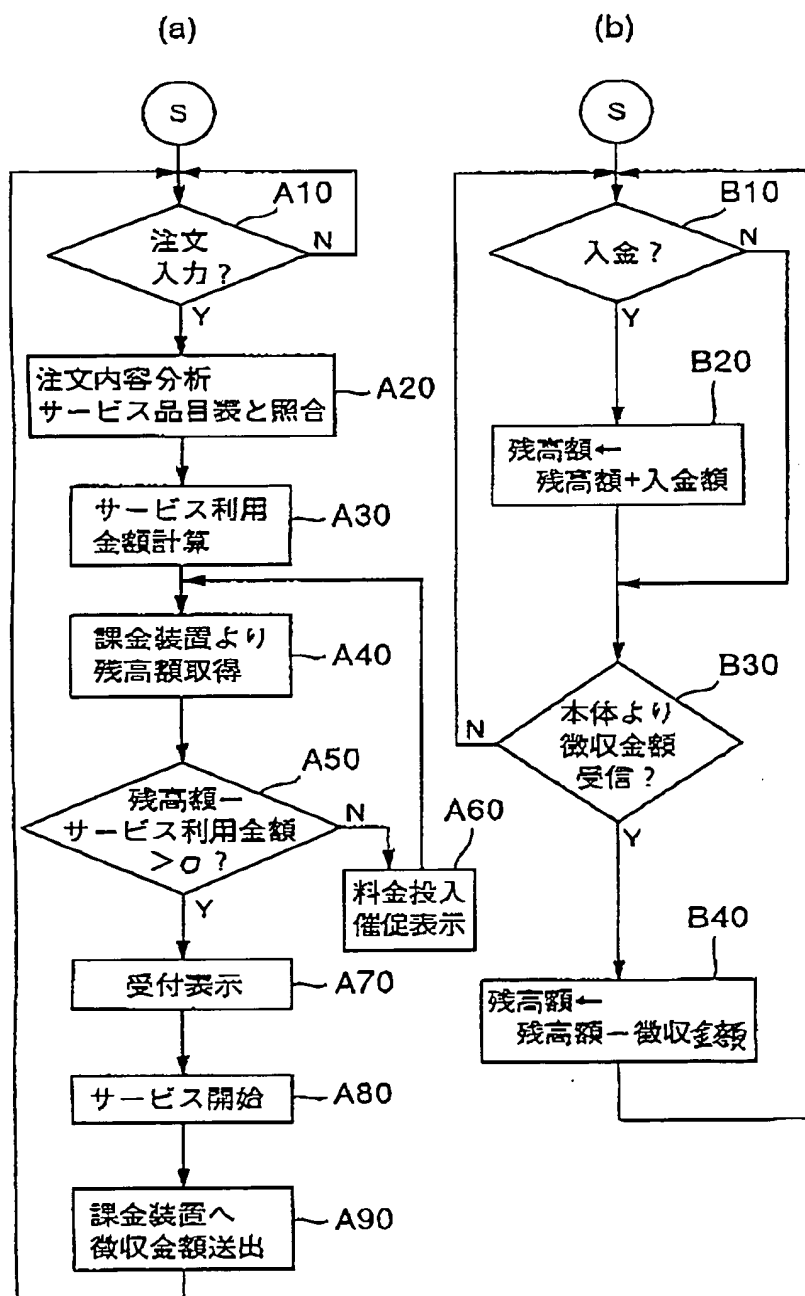 (a)
S
A10
注文
入力?
N
Y
注文内容分析
サービス品目表と照合
A20
サービス利用
金額計算
A30
課金装置より
残高額取得
A40
A50
残高額ー
サービス利用金額
>0?
N
Y
A60
料金投入
催促表示
受付表示
A70
サービス開始
A80
課金装置へ
徴収金額送出
A90
(b)
S
B10
入金?
N
Y
B20
残高額←
残高額+入金額
B30
本体より
徴収金額
受信?
N
Y
B40
残高額←
残高額ー徴収金額